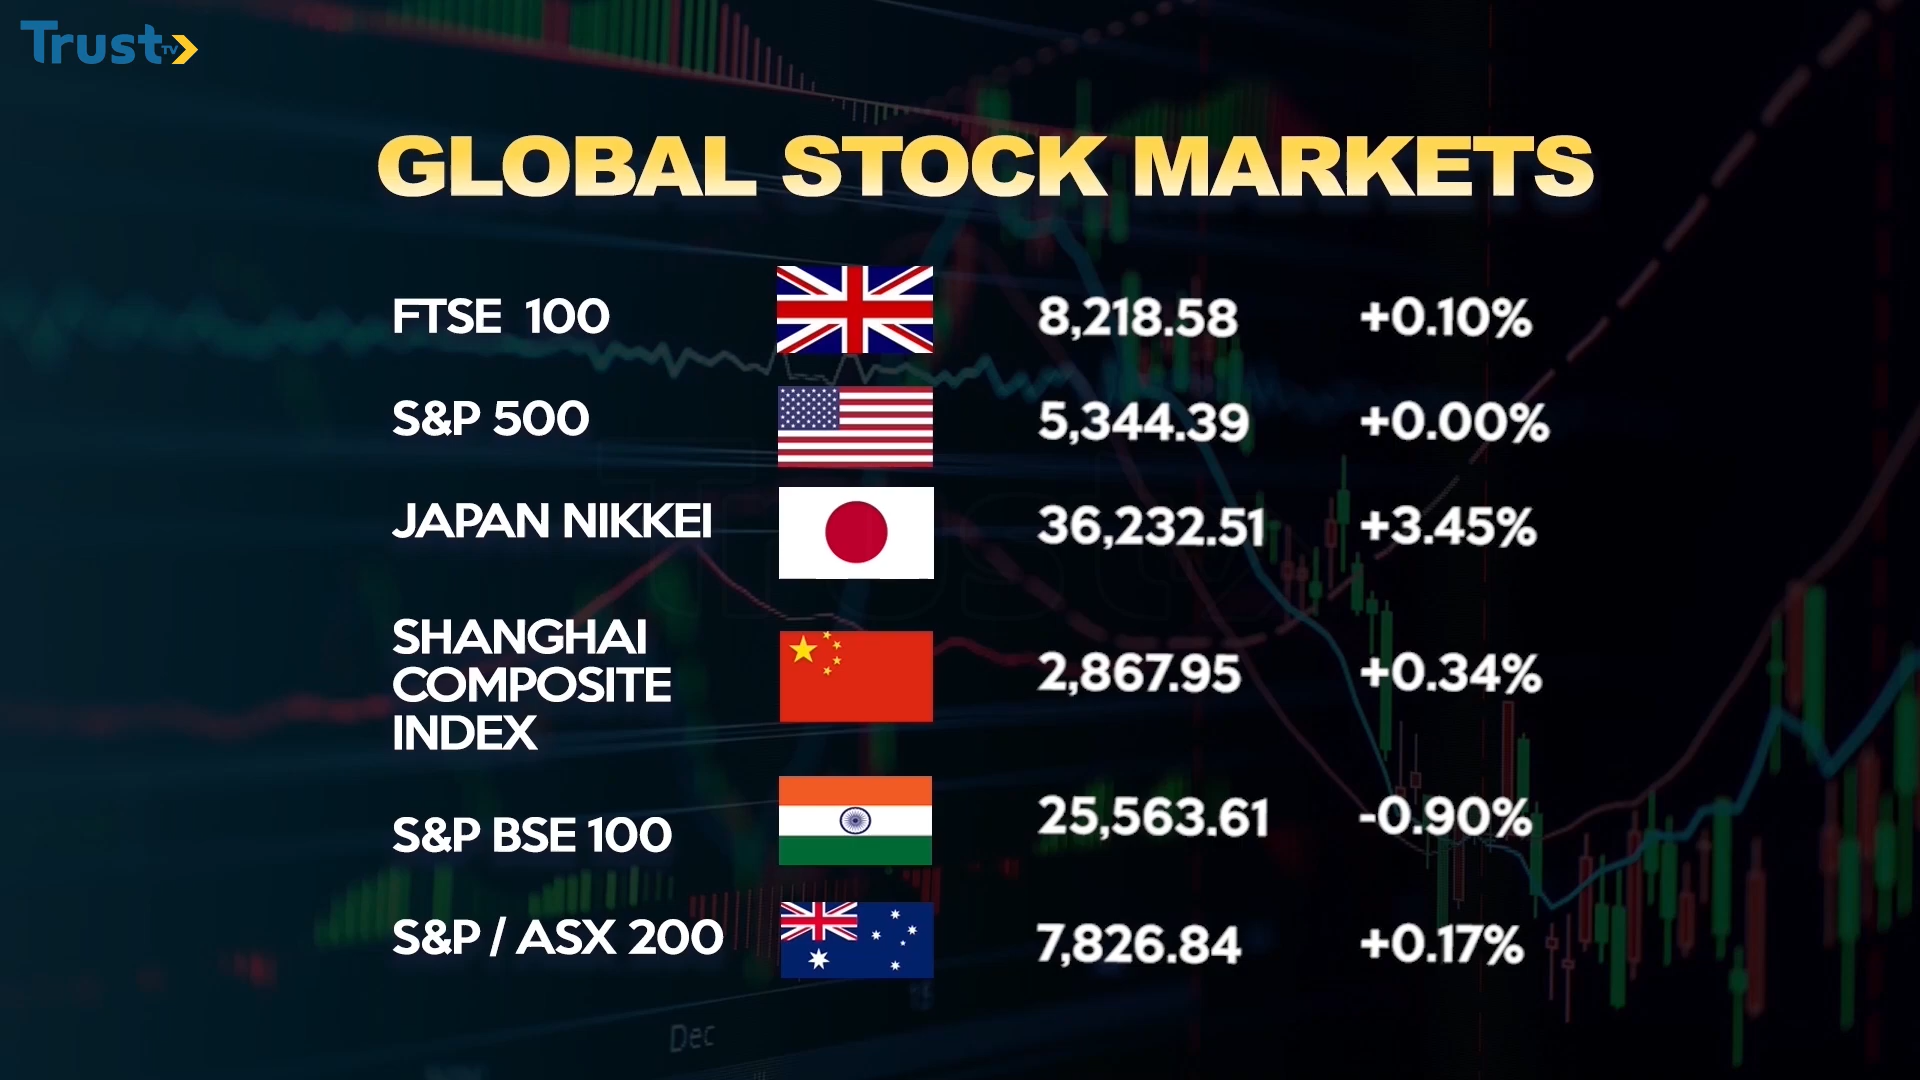 TrustTV
GLOBAL STOCK MARKETS
FTSE 100 8,218.58 +0.10%
S&P 500 5,344.39 +0.00%
JAPAN NIKKEI 36,232.51 +3.45%
SHANGHAI
COMPOSITE
INDEX
2,867.95 +0.34%
S&P BSE 100 25,563.61 -0.90%
S&P / ASX 200 7,826.84 +0.17%
Dec